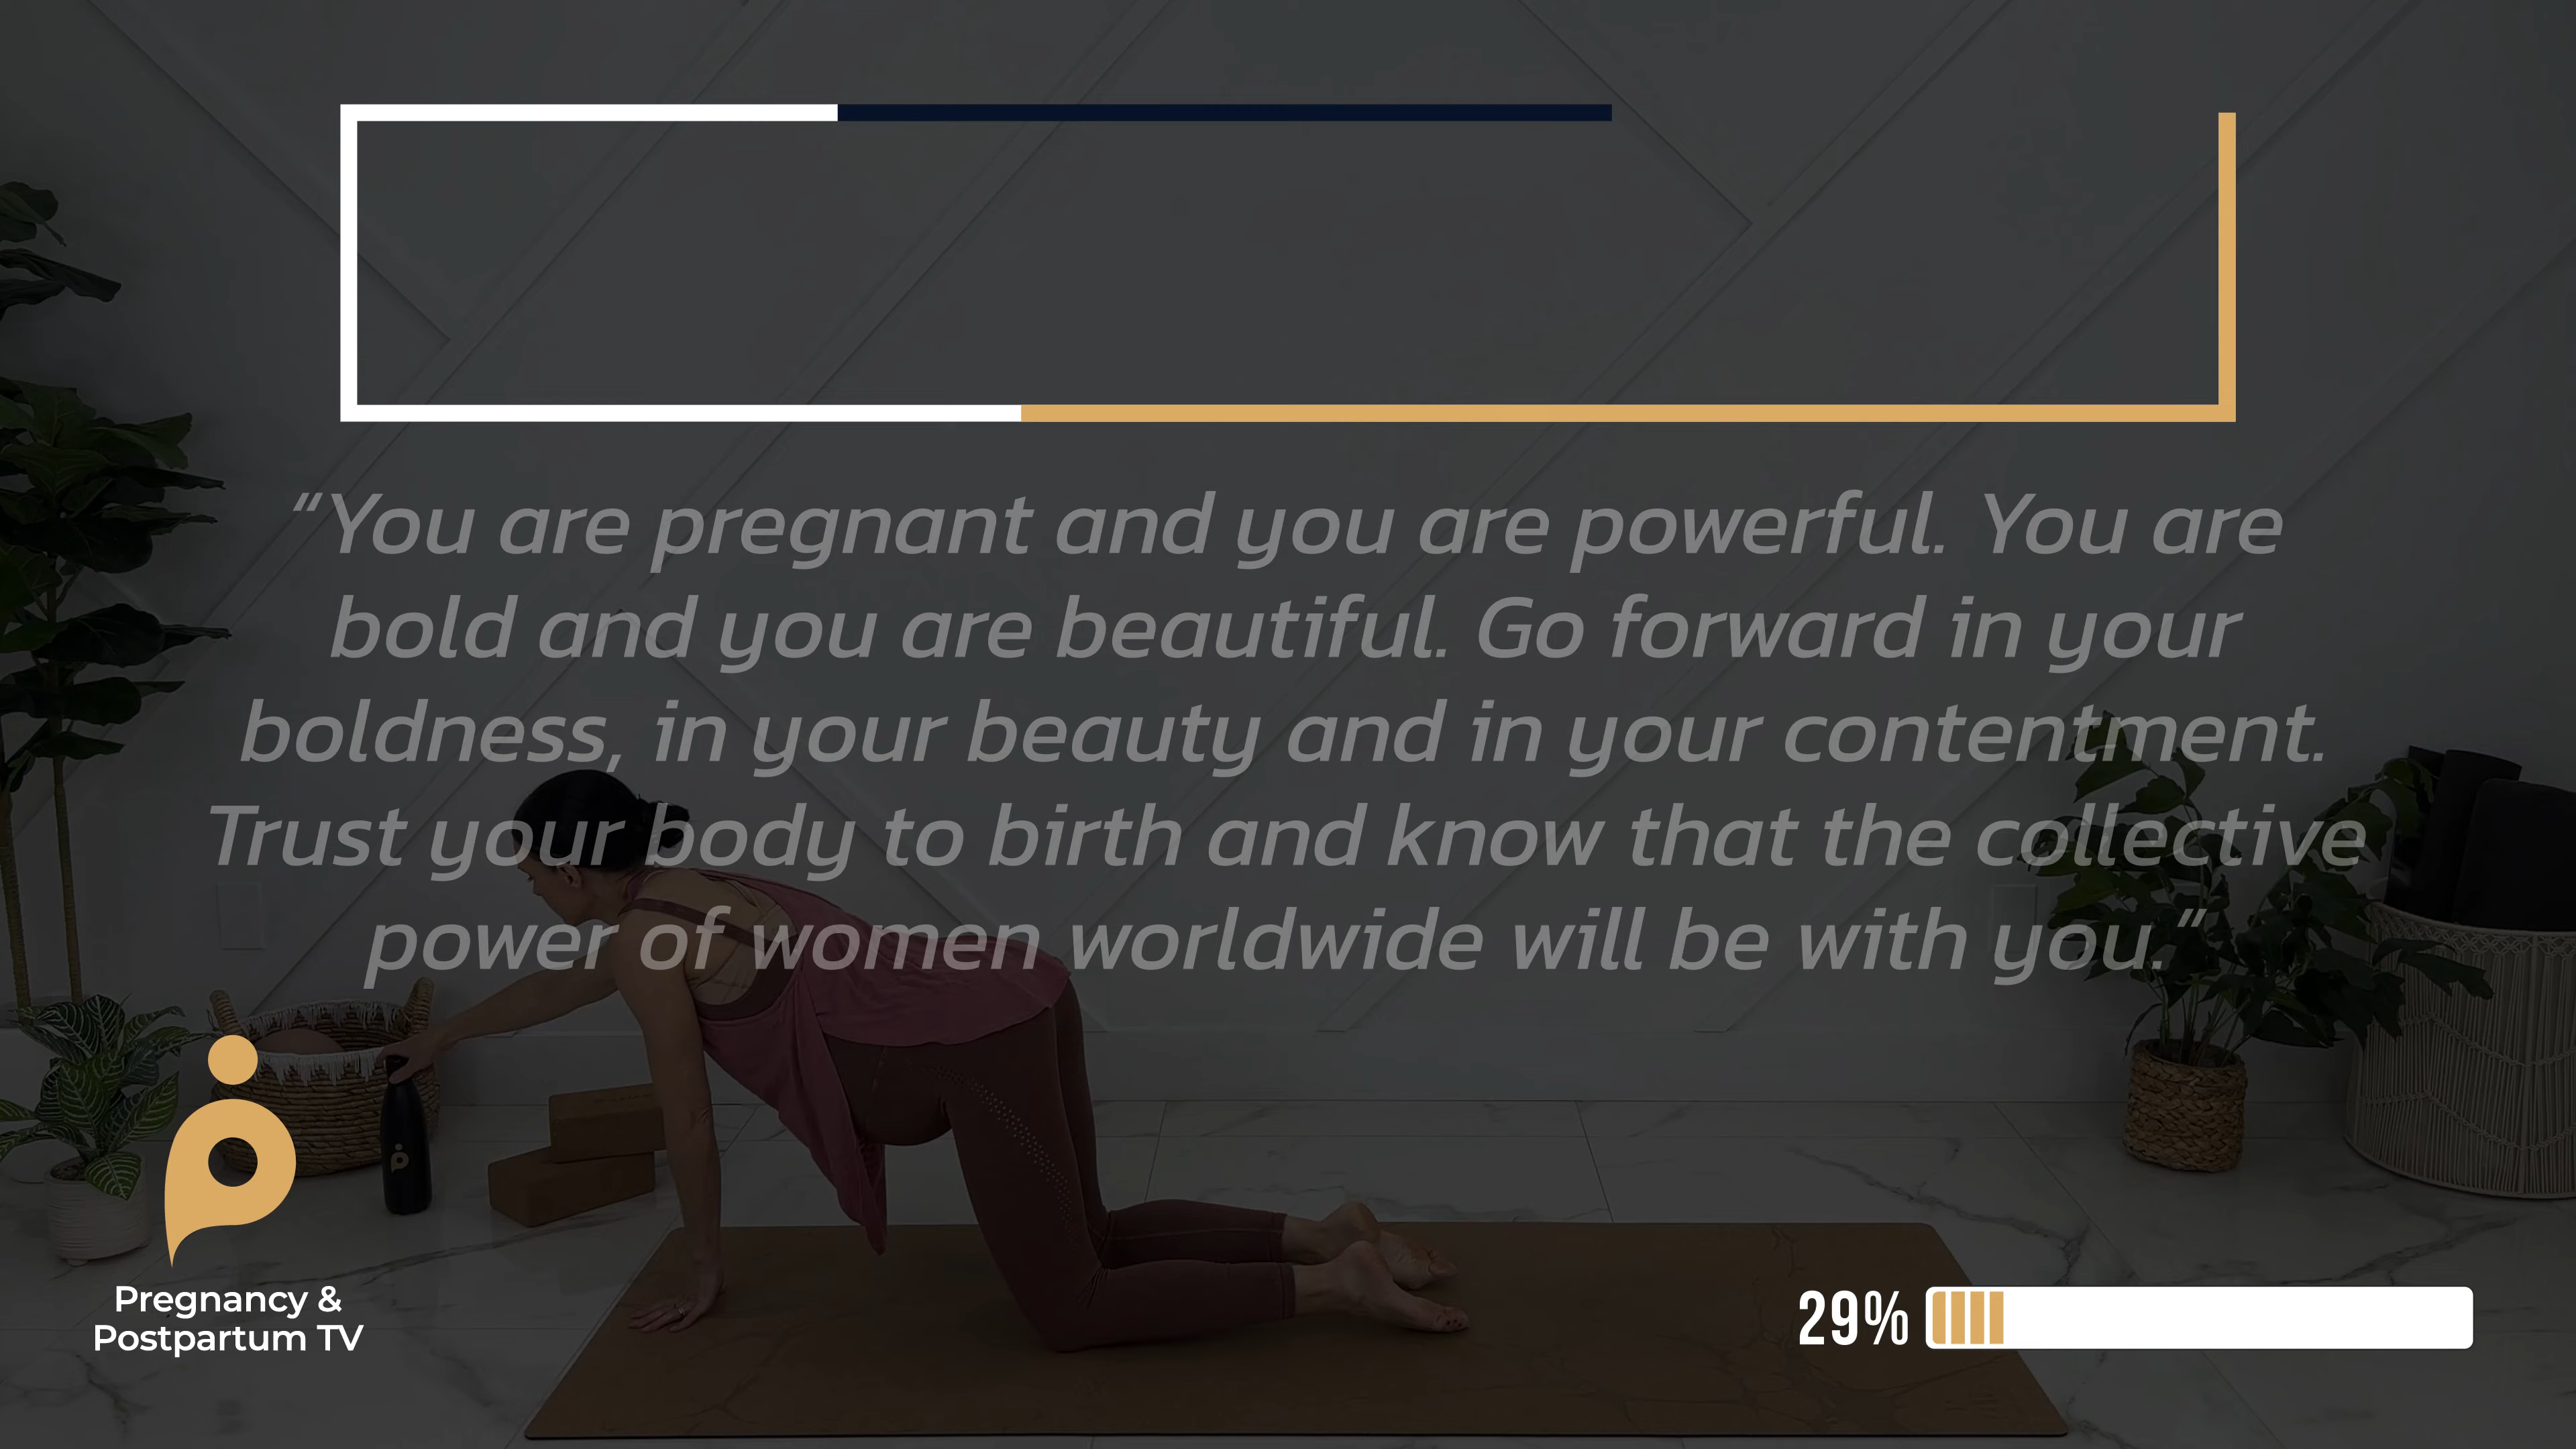 “You are pregnant and you are powerful. You are
bold and you are beautiful. Go forward in your
boldness, in your beauty and in your contentment.
Trust your body to birth and know that the collective
power of women worldwide will be with you.”
Pregnancy &
Postpartum TV
29%